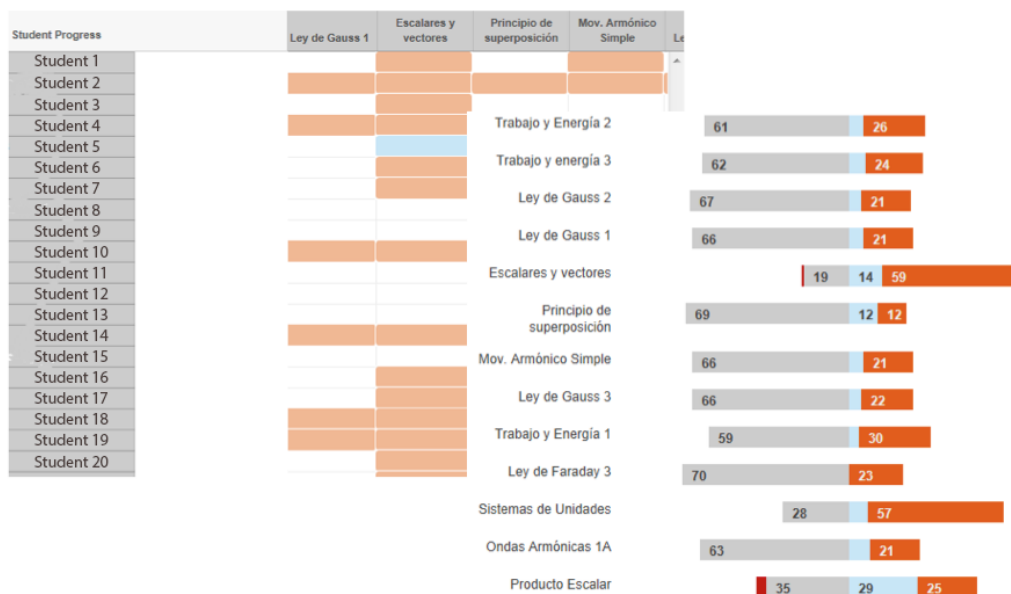 Student Progress
Ley de Gauss 1
Escalares y
vectores
Principio de
superposición
Mov. Armónico
Simple
Le
Student 1
Student 2
Student 3
Student 4
Student 5
Student 6
Student 7
Student 8
Student 9
Student 10
Student 11
Student 12
Student 13
Student 14
Student 15
Student 16
Student 17
Student 18
Student 19
Student 20
Trabajo y Energía 2 61 26
Trabajo y energía 3 62 24
Ley de Gauss 2 67 21
Ley de Gauss 1 66 21
Escalares y vectores 19 14 59
Principio de
superposición 69 12 12
Mov. Armónico Simple 66 21
Ley de Gauss 3 66 22
Trabajo y Energía 1 59 30
Ley de Faraday 3 70 23
Sistemas de Unidades 28 57
Ondas Armónicas 1A 63 21
Producto Escalar 35 29 25